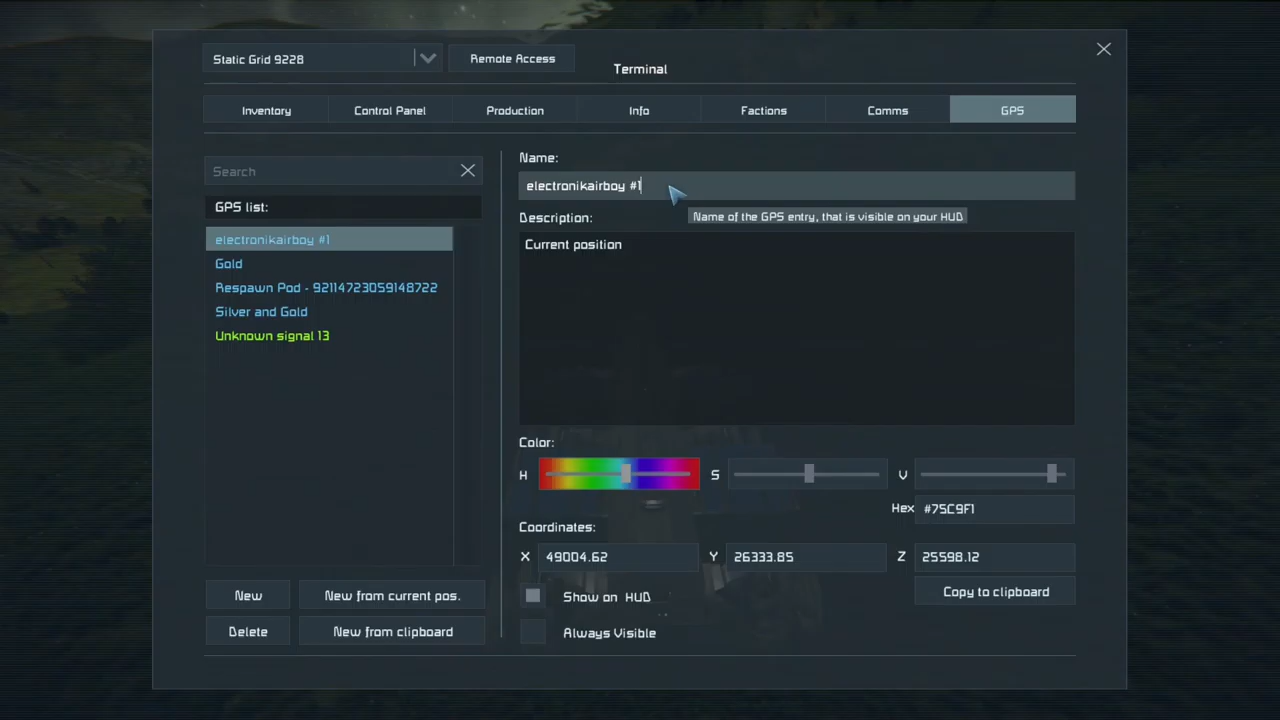 Static Grid 9228
Remote Access
Terminal
Inventory
Control Panel
Production
Info
Factions
Comms
GPS
Search
GPS list:
electronikairboy #1
Gold
Respawn Pod - 92114723059148722
Silver and Gold
Unknown signal 13
New
New from current pos.
Delete
New from clipboard
Name:
electronikairboy #1
Name of the GPS entry, that is visible on your HUD
Description:
Current position
Color:
H
S
V
Hex #75C9F1
Coordinates:
X 49004.62 Y 26333.85 Z 25598.12
Copy to clipboard
Show on HUD
Always Visible